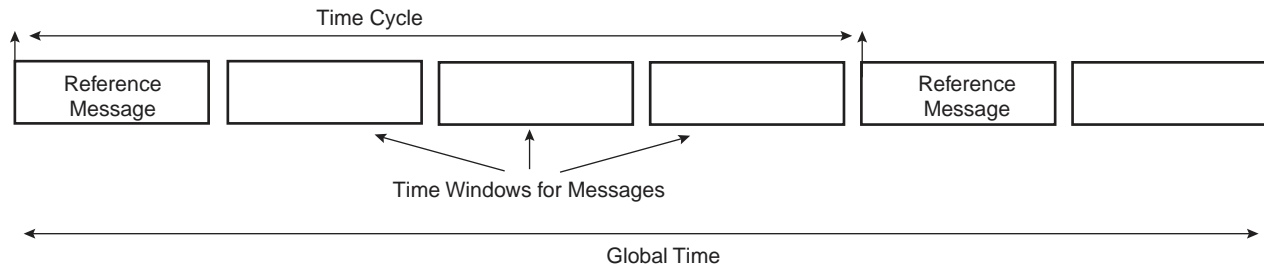 Time Cycle
Reference
Message
Reference
Message
Time Windows for Messages
Global Time